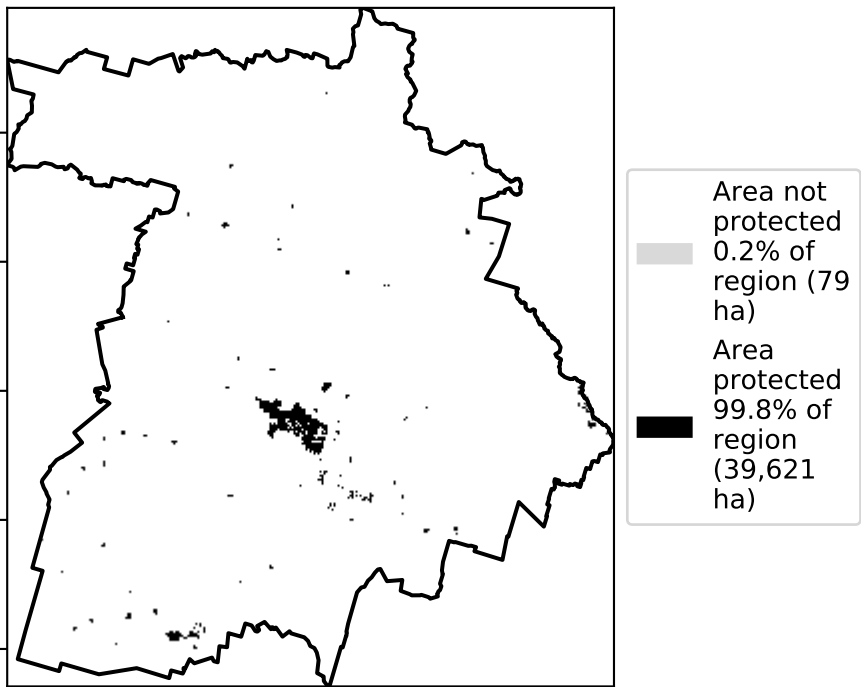 Area not
protected
0.2% of
region (79
ha)
Area
protected
99.8% of
region
(39,621
ha)